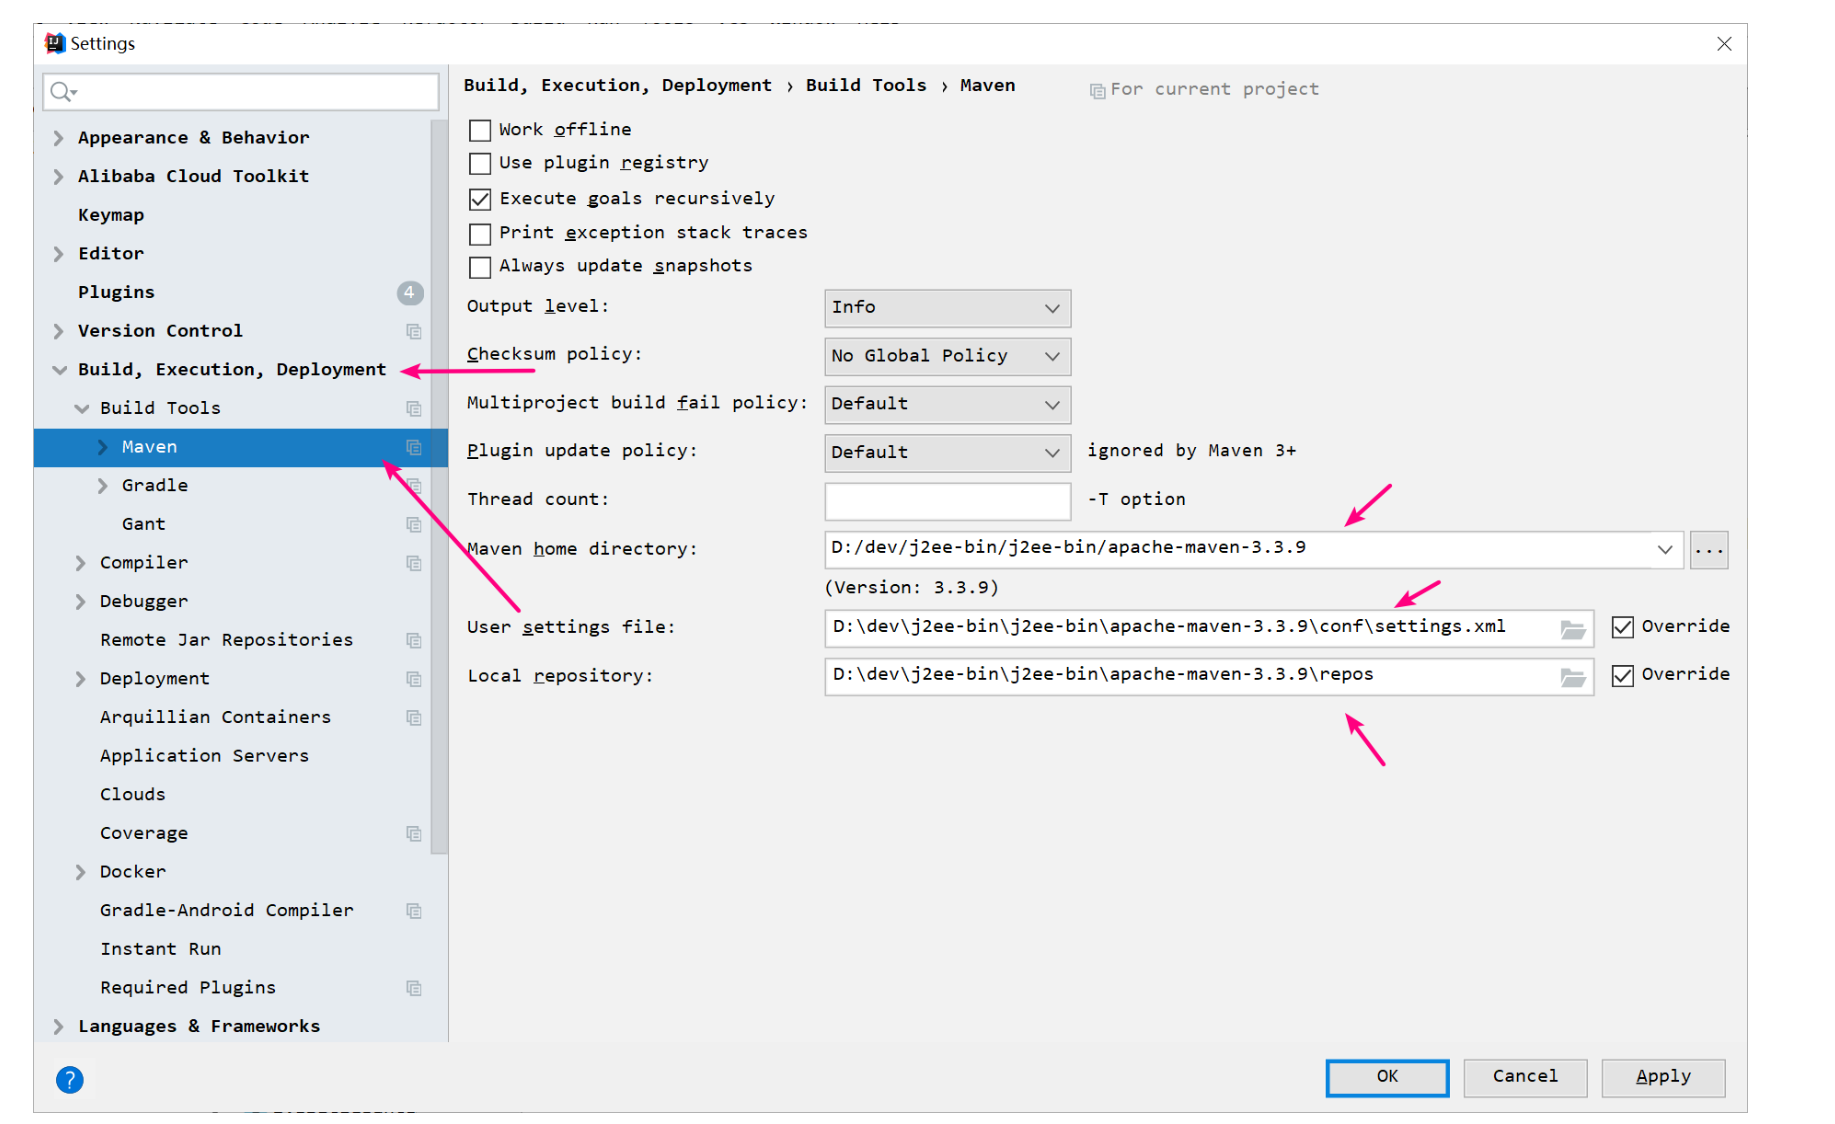 Settings
Appearance & Behavior
Alibaba Cloud Toolkit
Keymap
Editor
Plugins 4
Version Control
Build, Execution, Deployment
Build Tools
Maven
Gradle
Gant
Compiler
Debugger
Remote Jar Repositories
Deployment
Arquillian Containers
Application Servers
Clouds
Coverage
Docker
Gradle-Android Compiler
Instant Run
Required Plugins
Languages & Frameworks
Build, Execution, Deployment › Build Tools › Maven For current project
Work offline
Use plugin registry
Execute goals recursively
Print exception stack traces
Always update snapshots
Output level: Info
Checksum policy: No Global Policy
Multiproject build fail policy: Default
Plugin update policy: Default ignored by Maven 3+
Thread count: -T option
Maven home directory: D:/dev/j2ee-bin/j2ee-bin/apache-maven-3.3.9 ...
(Version: 3.3.9)
User settings file: D:\dev\j2ee-bin\j2ee-bin\apache-maven-3.3.9\conf\settings.xml Override
Local repository: D:\dev\j2ee-bin\j2ee-bin\apache-maven-3.3.9\repos Override
? OK Cancel Apply